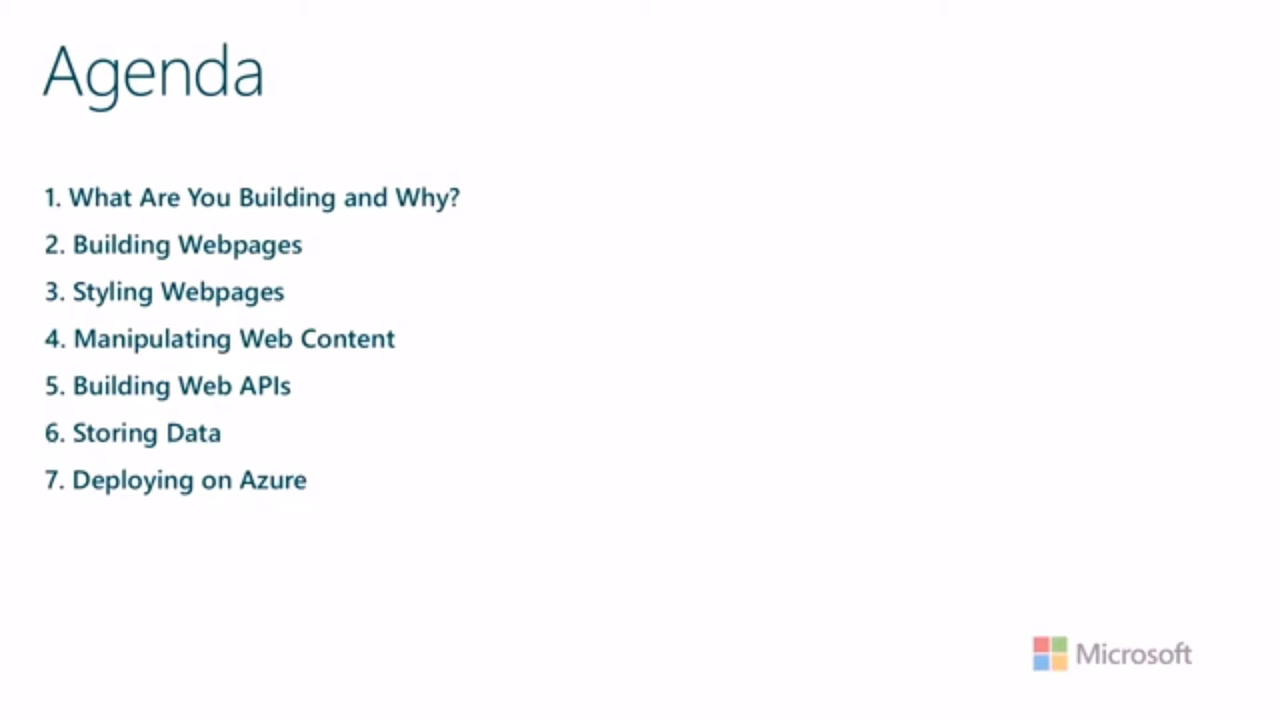 Agenda
1. What Are You Building and Why?
2. Building Webpages
3. Styling Webpages
4. Manipulating Web Content
5. Building Web APIs
6. Storing Data
7. Deploying on Azure
Microsoft